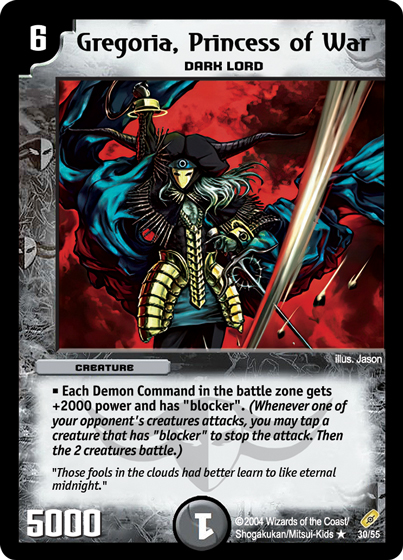 6
Gregoria, Princess of War
DARK LORD
illus. Jason
CREATURE
▪ Each Demon Command in the battle zone gets
+2000 power and has "blocker". (Whenever one of
your opponent's creatures attacks, you may tap a
creature that has "blocker" to stop the attack. Then
the 2 creatures battle.)
"Those fools in the clouds had better learn to like eternal
midnight."
5000
1
©2004 Wizards of the Coast/
Shogakukan/Mitsui-Kids ★ 30/55